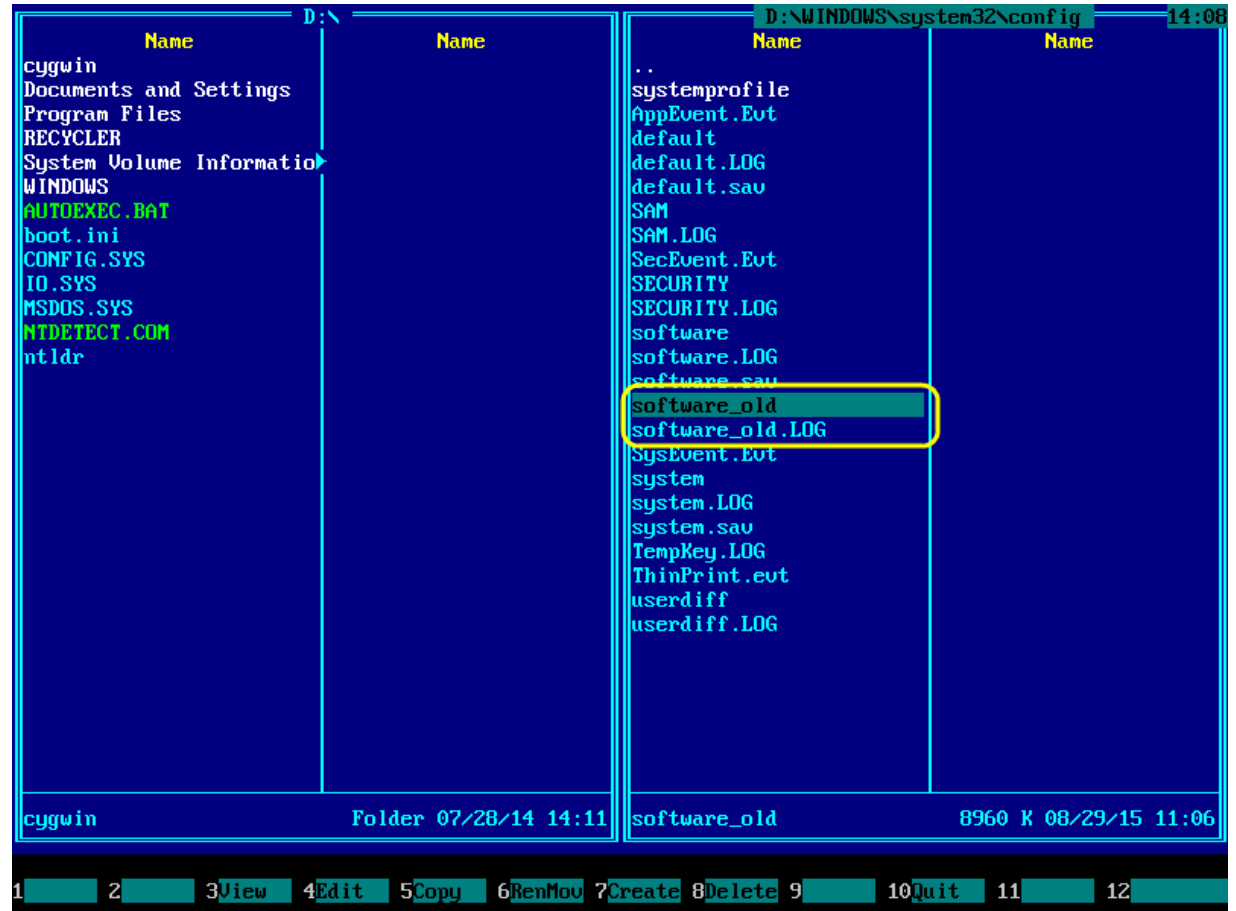 D:\
Name Name
cygwin
Documents and Settings
Program Files
RECYCLER
System Volume Informatio
WINDOWS
AUTOEXEC.BAT
boot.ini
CONFIG.SYS
IO.SYS
MSDOS.SYS
NTDETECT.COM
ntldr
cygwin Folder 07/28/14 14:11
D:\WINDOWS\system32\config 14:08
Name Name
..
systemprofile
AppEvent.Evt
default
default.LOG
default.sav
SAM
SAM.LOG
SecEvent.Evt
SECURITY
SECURITY.LOG
software
software.LOG
software.sav
software_old
software_old.LOG
SysEvent.Evt
system
system.LOG
system.sav
TempKey.LOG
ThinPrint.evt
userdiff
userdiff.LOG
software_old 8960 K 08/29/15 11:06
1 2 3View 4Edit 5Copy 6RenMov 7Create 8Delete 9 10Quit 11 12